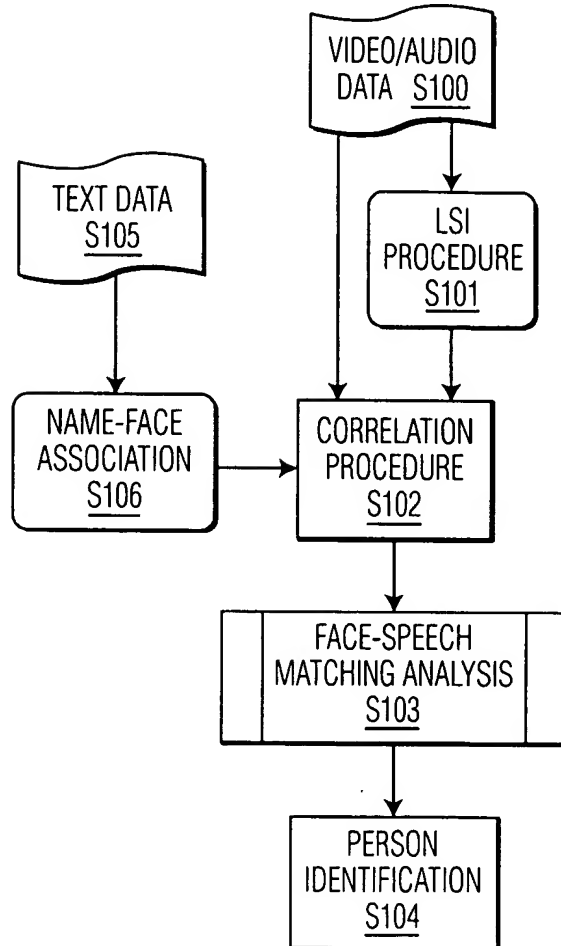 VIDEO/AUDIO
DATA S100
TEXT DATA
S105
LSI
PROCEDURE
S101
NAME-FACE
ASSOCIATION
S106
CORRELATION
PROCEDURE
S102
FACE-SPEECH
MATCHING ANALYSIS
S103
PERSON
IDENTIFICATION
S104